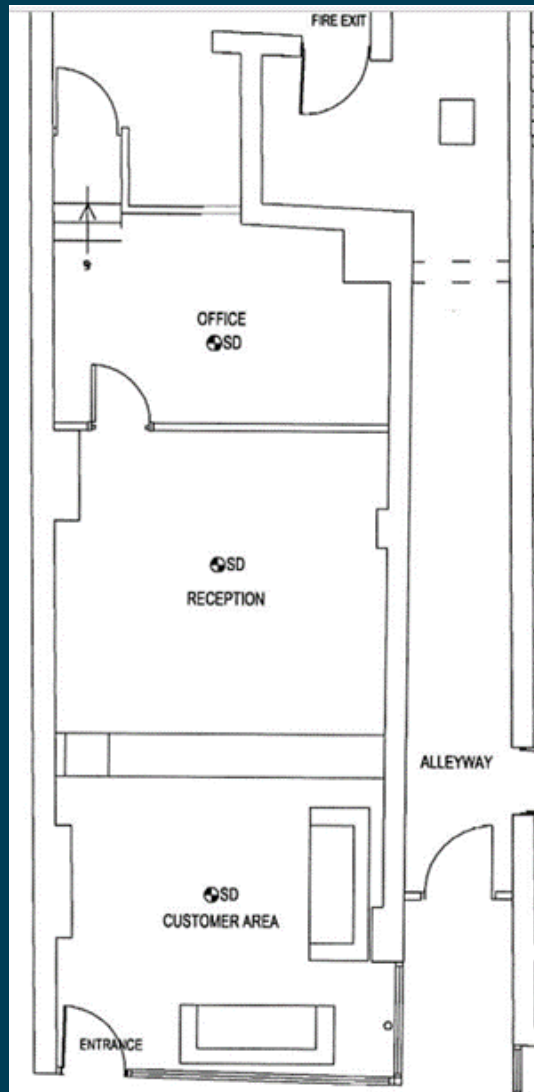 FIRE EXIT
9
OFFICE
SD
SD
RECEPTION
ALLEYWAY
SD
CUSTOMER AREA
ENTRANCE